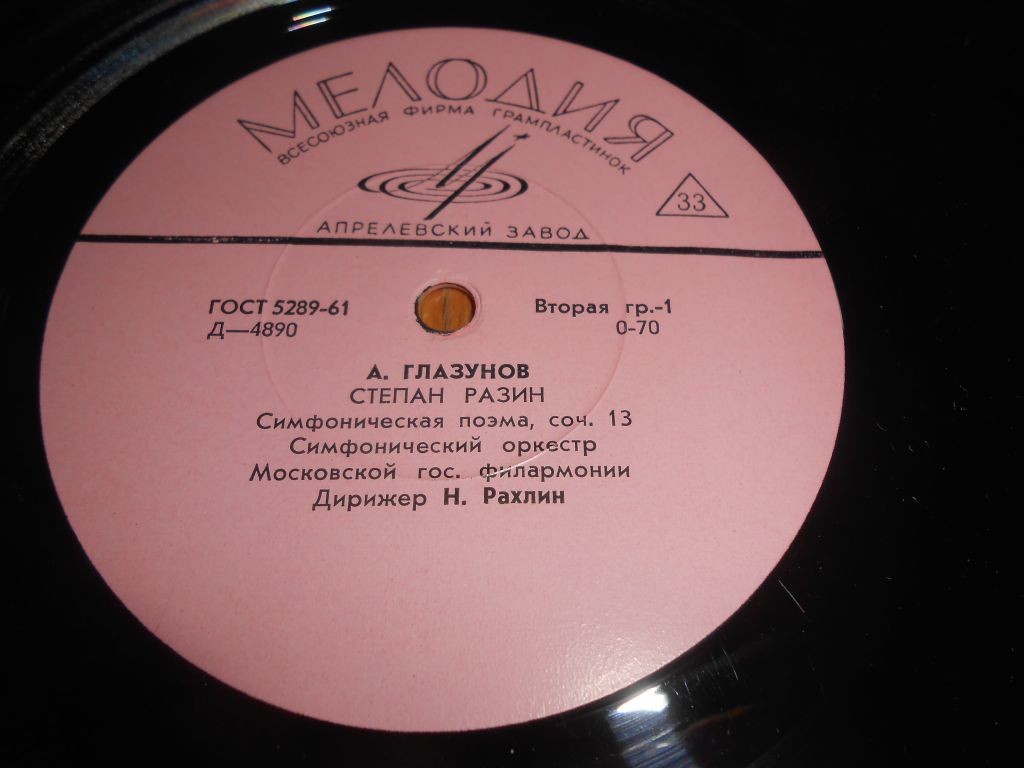 МЕЛОДИЯ
ВСЕСОЮЗНАЯ ФИРМА ГРАМПЛАСТИНОК
33
АПРЕЛЕВСКИЙ ЗАВОД
ГОСТ 5289-61 Вторая гр.-1
Д—4890 0-70
А. ГЛАЗУНОВ
СТЕПАН РАЗИН
Симфоническая поэма, соч. 13
Симфонический оркестр
Московской гос. филармонии
Дирижер Н. Рахлин